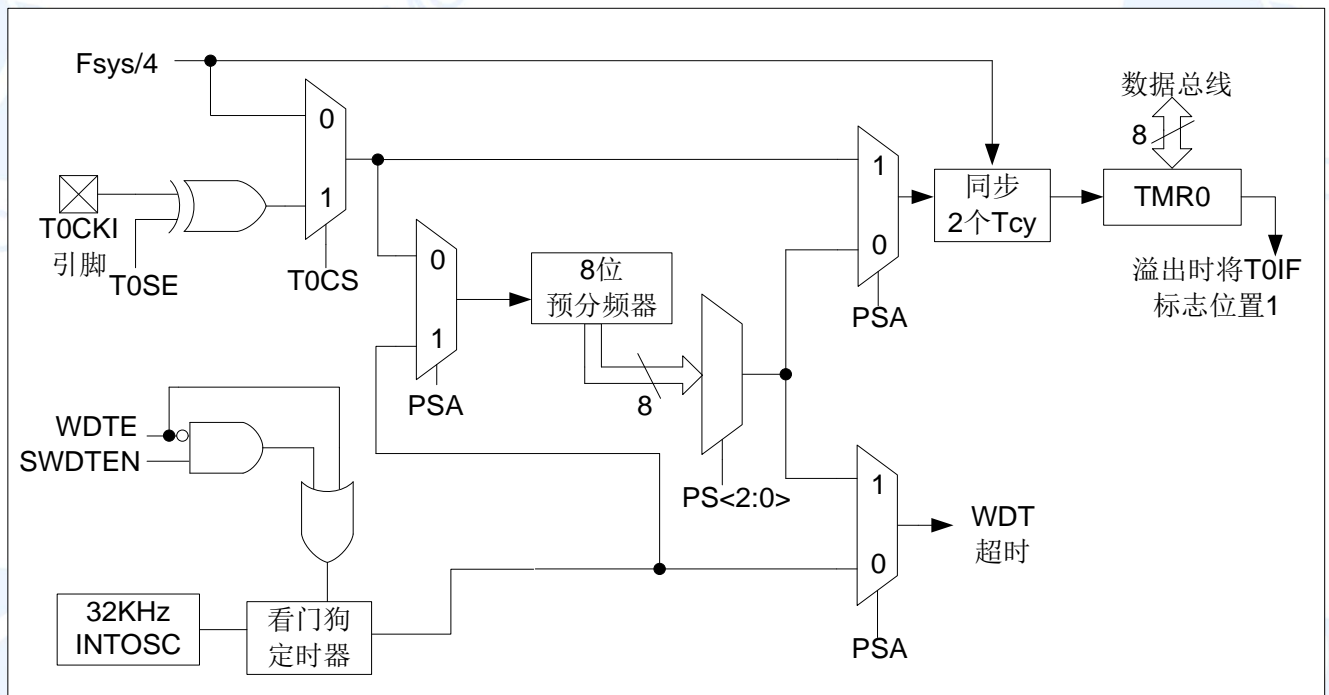 Fsys/4
数据总线
0
8
1
同步
2个Tcy
TMR0
T0CKI
引脚
1
T0SE
T0CS
0
8位
预分频器
0
溢出时将T0IF
标志位置1
PSA
1
PSA
8
WDTE
SWDTEN
PS<2:0>
1
WDT
超时
0
32KHz
INTOSC
看门狗
定时器
PSA